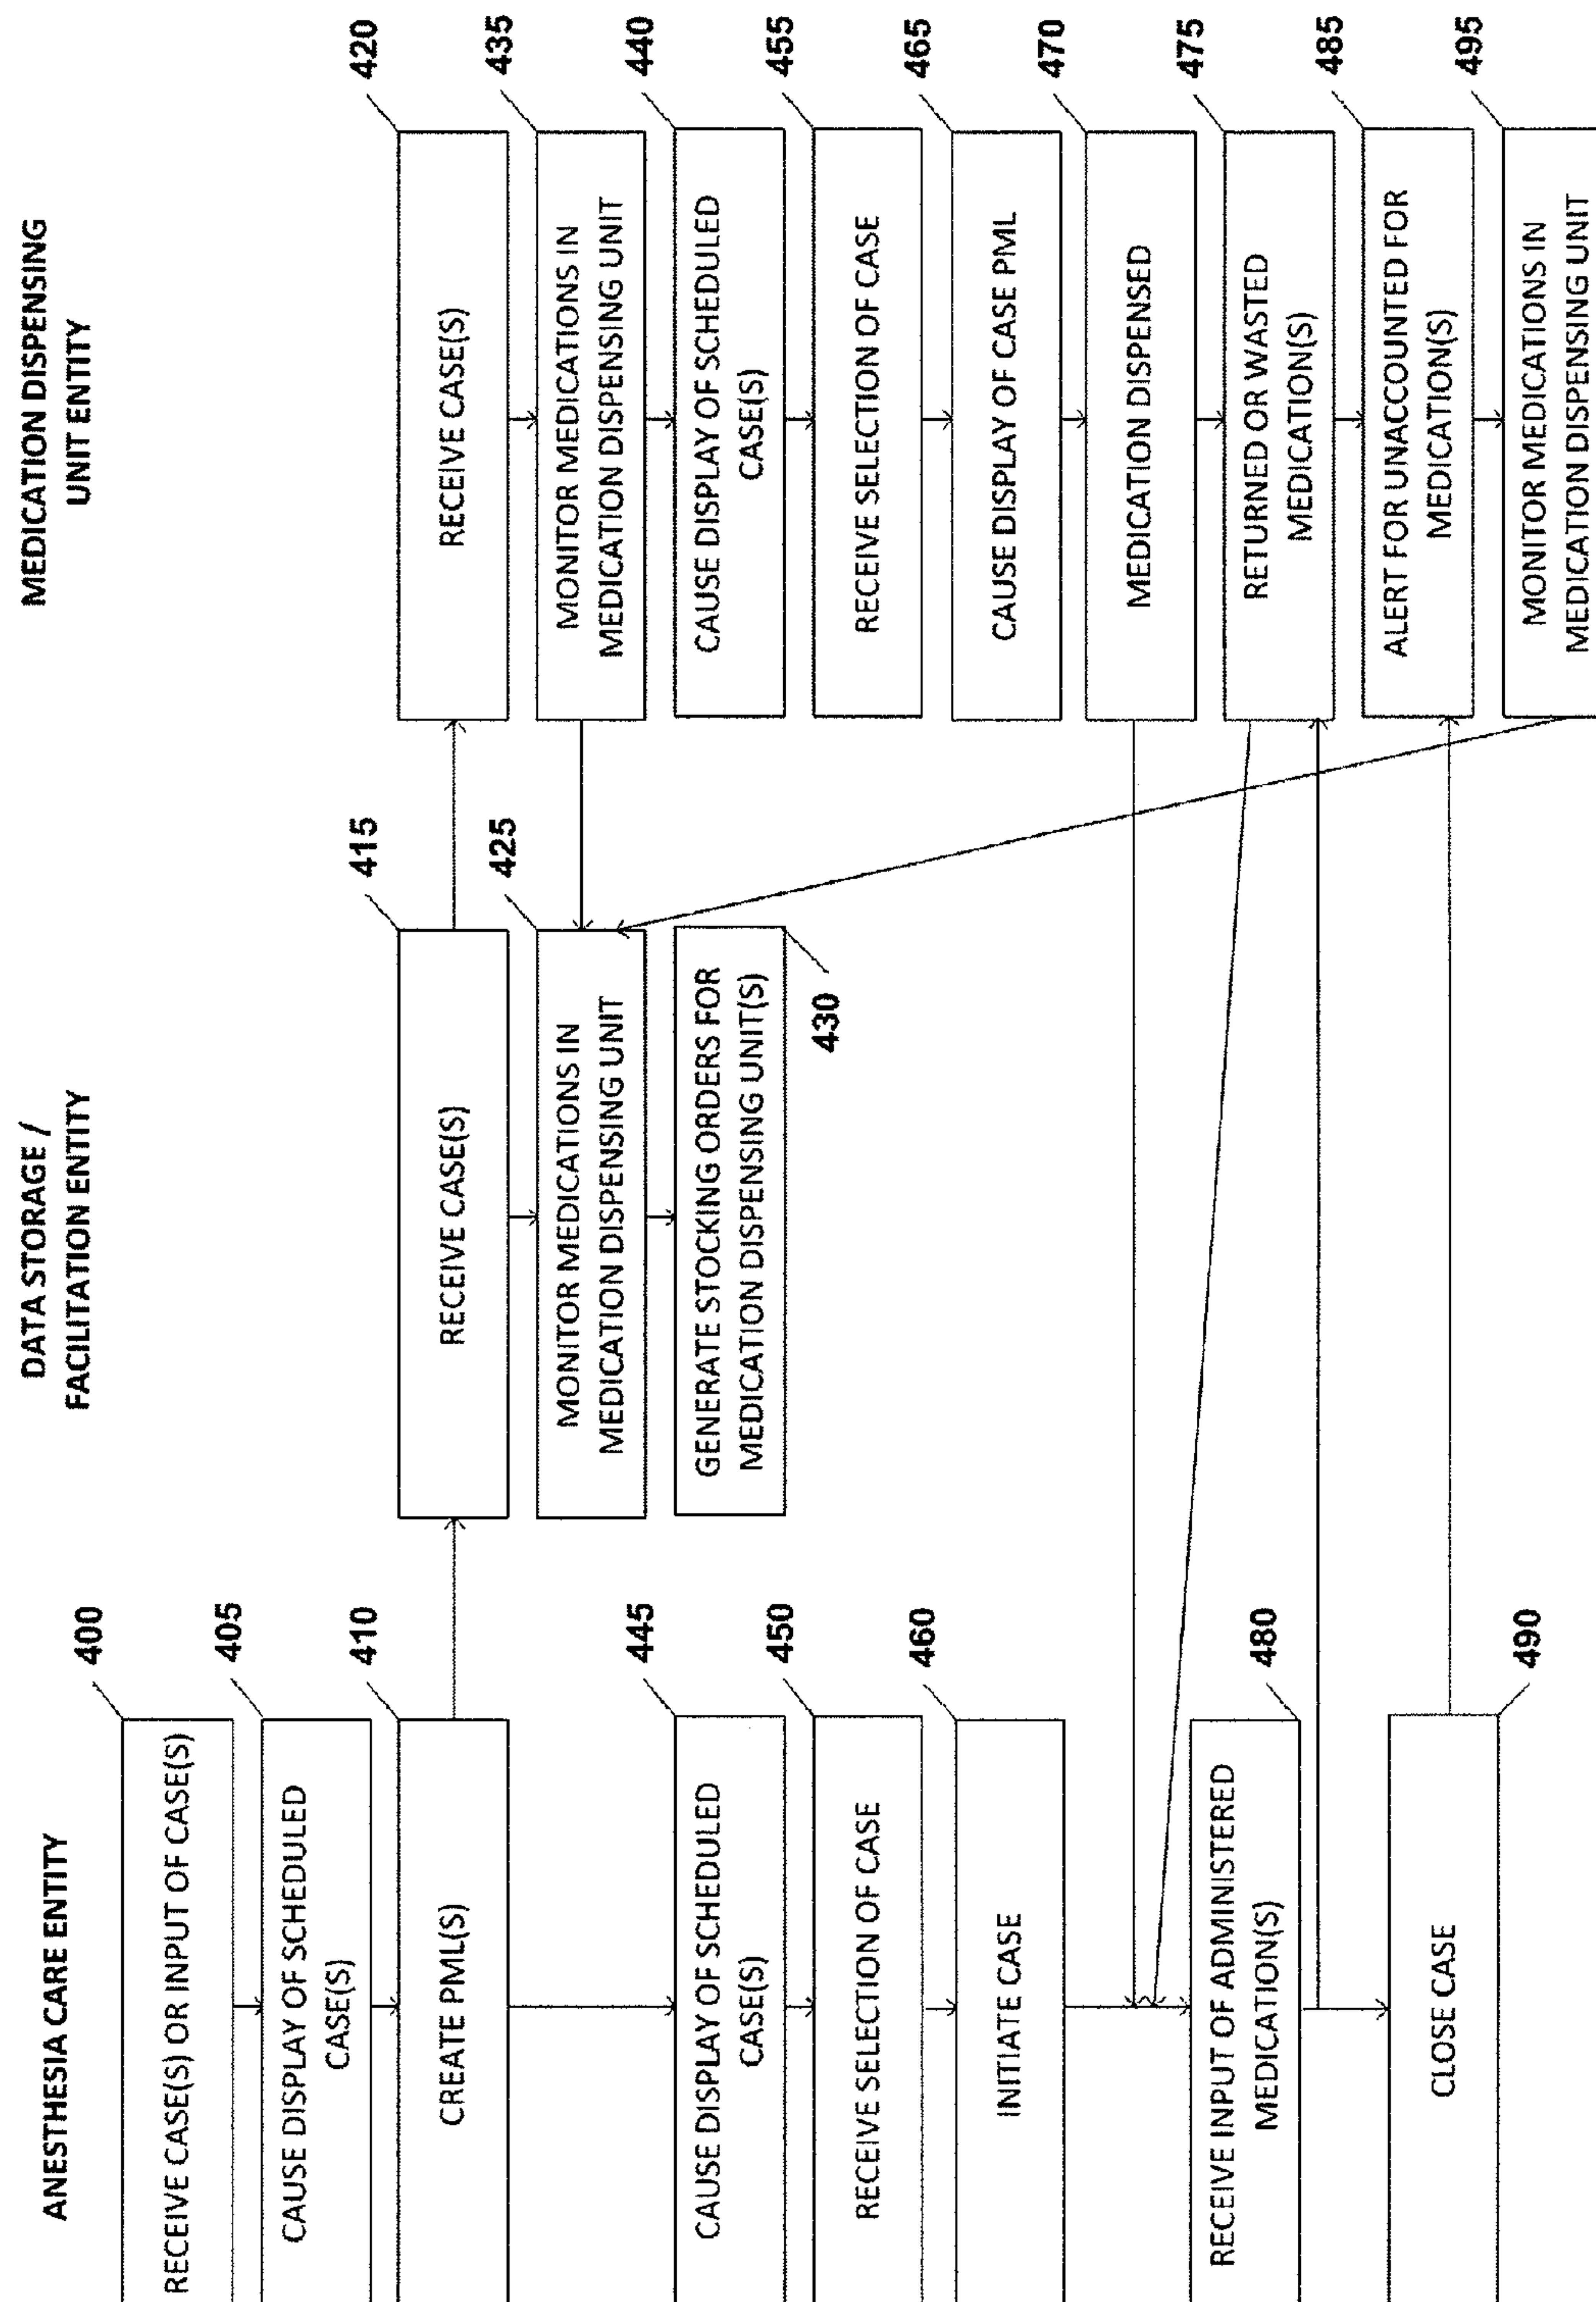 ANESTHESIA CARE ENTITY
400
RECEIVE CASE(S) OR INPUT OF CASE(S)
405
CAUSE DISPLAY OF SCHEDULED
CASE(S)
410
CREATE PML(S)
445
CAUSE DISPLAY OF SCHEDULED
CASE(S)
450
RECEIVE SELECTION OF CASE
460
INITIATE CASE
480
RECEIVE INPUT OF ADMINISTERED
MEDICATION(S)
CLOSE CASE
490
DATA STORAGE /
FACILITATION ENTITY
415
RECEIVE CASE(S)
425
MONITOR MEDICATIONS IN
MEDICATION DISPENSING UNIT
GENERATE STOCKING ORDERS FOR
MEDICATION DISPENSING UNIT(S)
430
MEDICATION DISPENSING
UNIT ENTITY
420
RECEIVE CASE(S)
435
MONITOR MEDICATIONS IN
MEDICATION DISPENSING UNIT
440
CAUSE DISPLAY OF SCHEDULED
CASE(S)
455
RECEIVE SELECTION OF CASE
465
CAUSE DISPLAY OF CASE PML
470
MEDICATION DISPENSED
475
RETURNED OR WASTED
MEDICATION(S)
485
ALERT FOR UNACCOUNTED FOR
MEDICATION(S)
495
MONITOR MEDICATIONS IN
MEDICATION DISPENSING UNIT